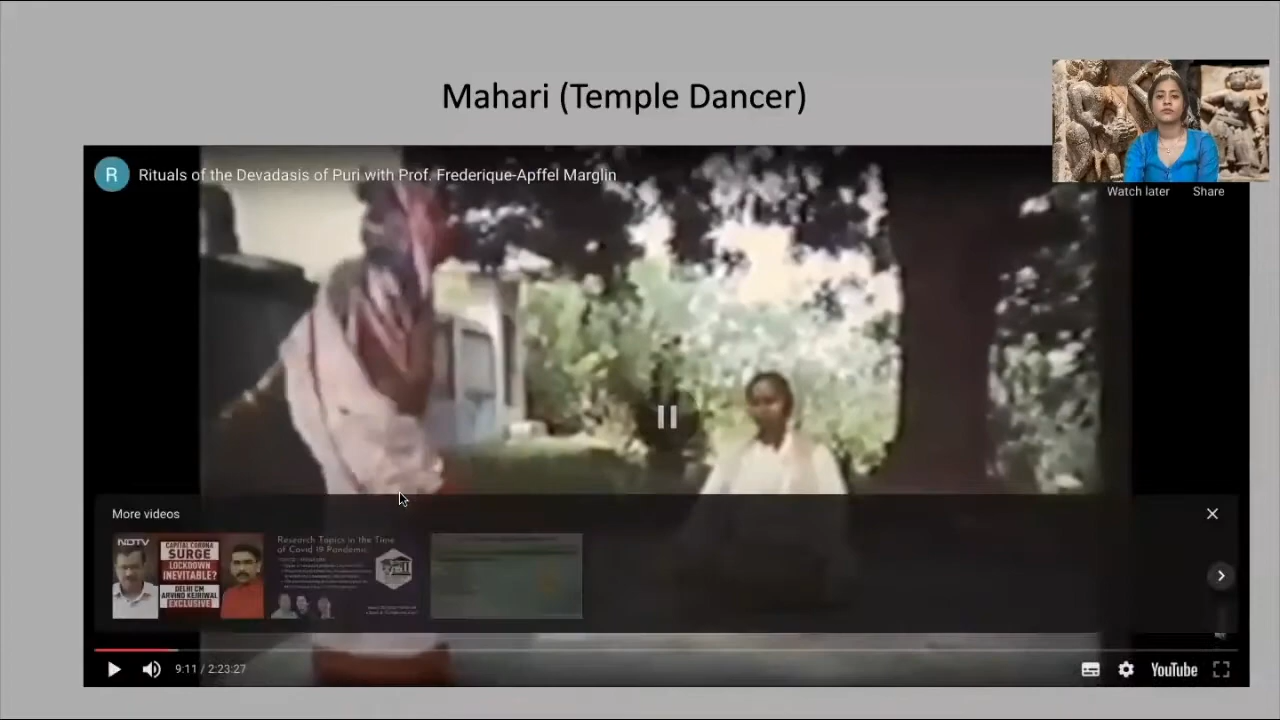 Mahari (Temple Dancer)
R
Rituals of the Devadasis of Puri with Prof. Frederique-Apffel Marglin
Watch later
Share
More videos
NDTV
CAPITAL CORONA
SURGE
LOCKDOWN
INEVITABLE?
DELHI CM
ARVIND KEJRIWAL
EXCLUSIVE
Research Topics in the Time
of Covid 19 Pandemic
9:11 / 2:23:27
YouTube